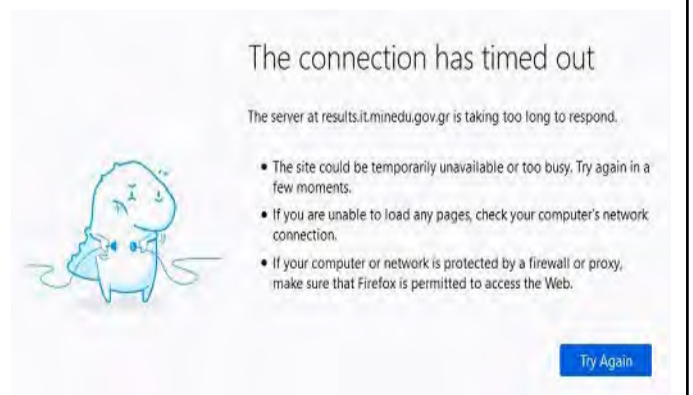 The connection has timed out
The server at results.it.minedu.gov.gr is taking too long to respond.
• The site could be temporarily unavailable or too busy. Try again in a
few moments.
• If you are unable to load any pages, check your computer's network
connection.
• If your computer or network is protected by a firewall or proxy,
make sure that Firefox is permitted to access the Web.
Try Again